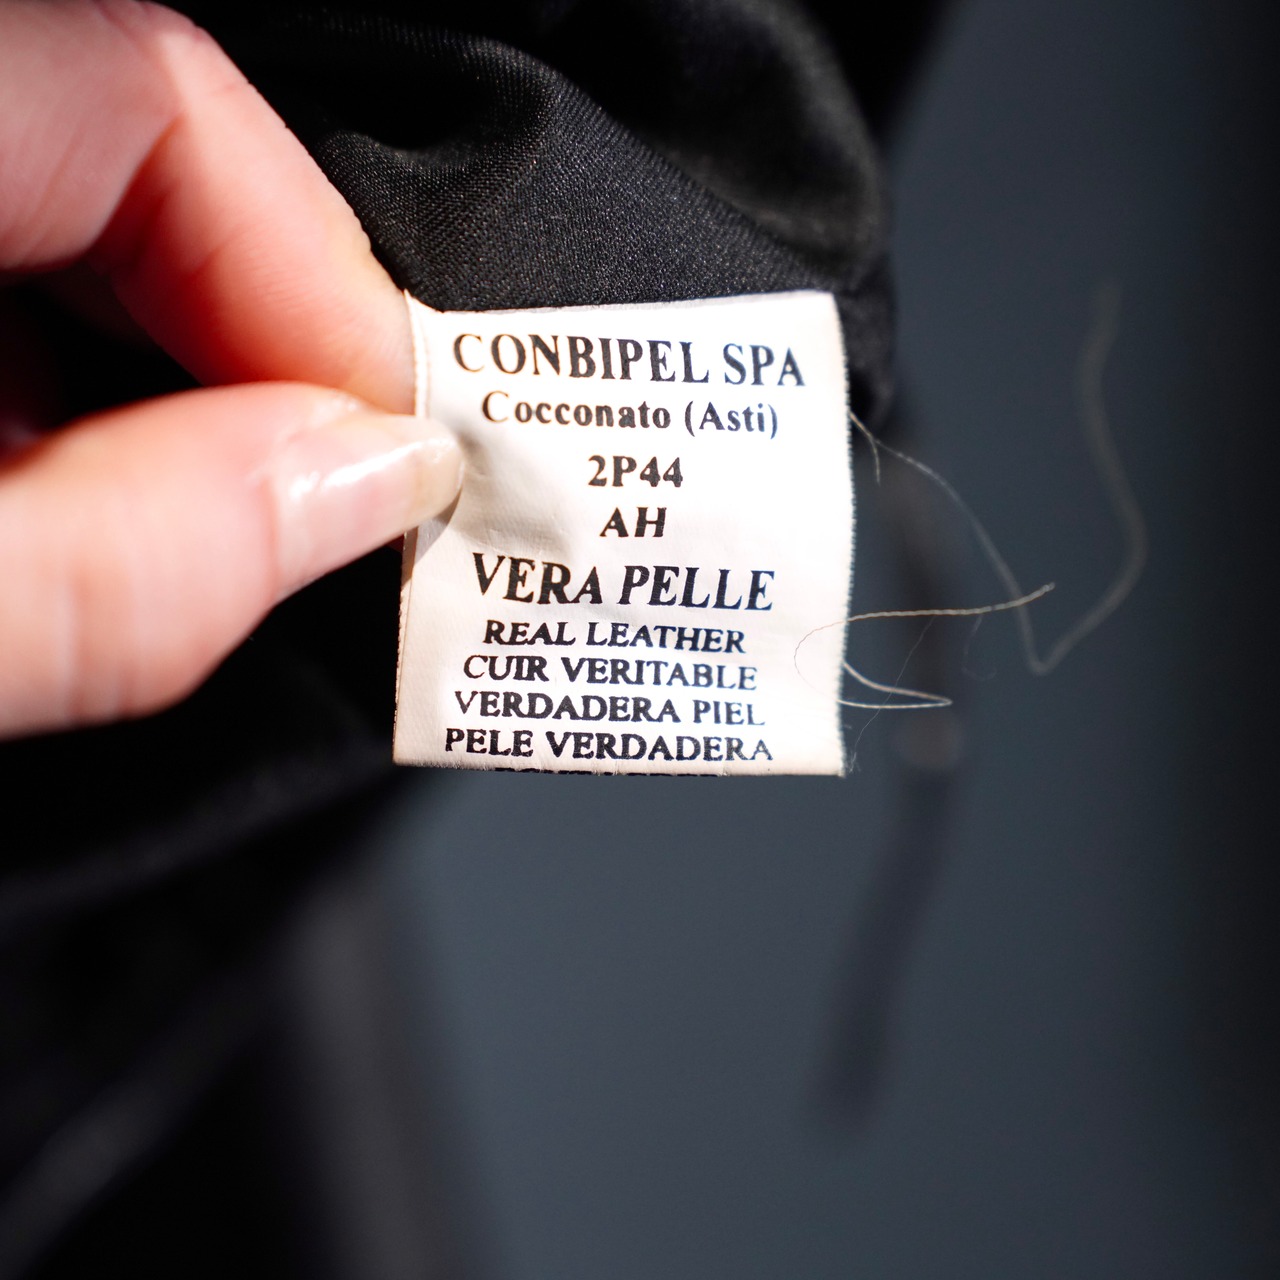 CONBIPEL SPA
Cocconato (Asti)
2P44
AH
VERA PELLE
REAL LEATHER
CUIR VERITABLE
VERDADERA PIEL
PELE VERDADERA